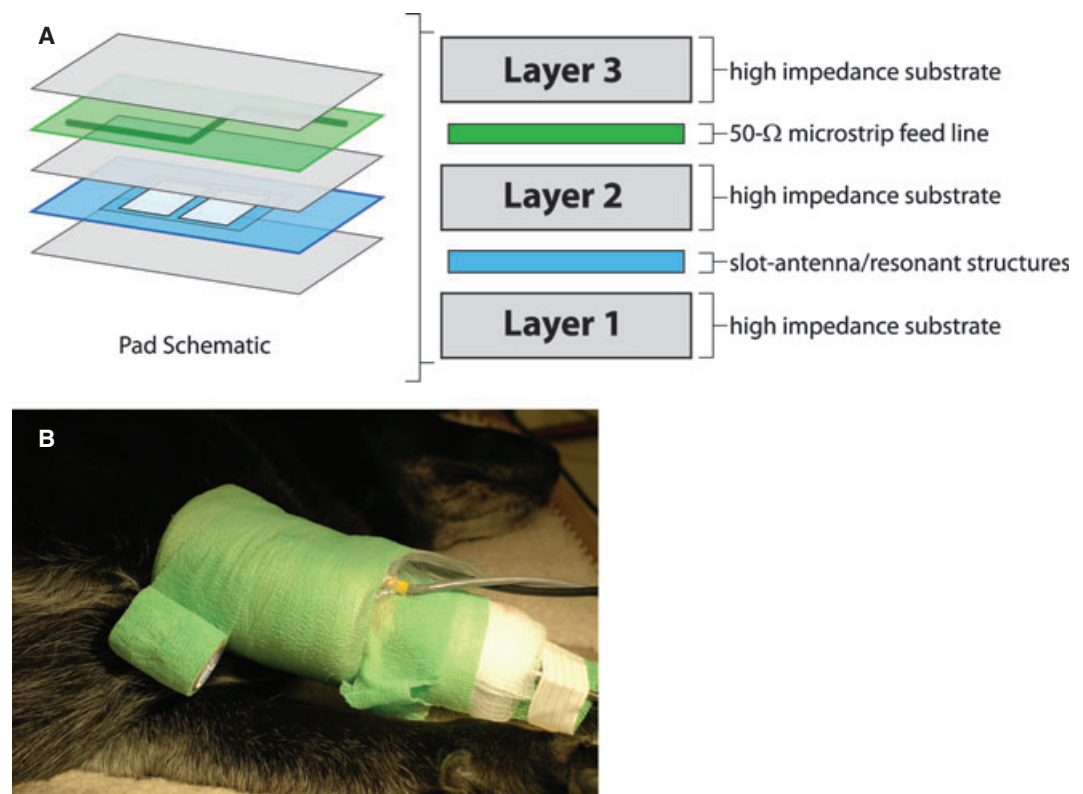 A
Layer 3
high impedance substrate
50-Ω microstrip feed line
Layer 2
high impedance substrate
slot-antenna/resonant structures
Layer 1
high impedance substrate
Pad Schematic
B